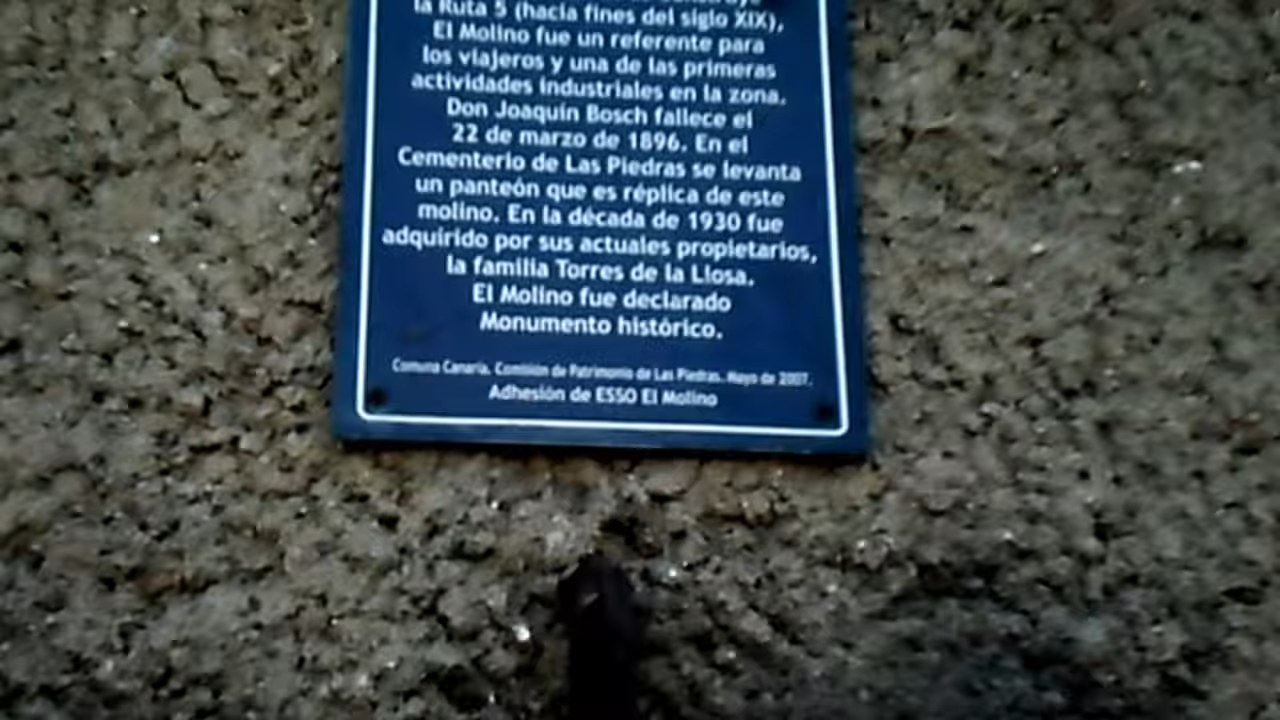 la Ruta 5 (hacia fines del siglo XIX),
El Molino fue un referente para
los viajeros y una de las primeras
actividades industriales en la zona.
Don Joaquín Bosch fallece el
22 de marzo de 1896. En el
Cementerio de Las Piedras se levanta
un panteón que es réplica de este
molino. En la década de 1930 fue
adquirido por sus actuales propietarios,
la familia Torres de la Llosa.
El Molino fue declarado
Monumento histórico.
Comuna Canaria. Comisión de Patrimonio de Las Piedras. Mayo de 2007.
Adhesión de ESSO El Molino